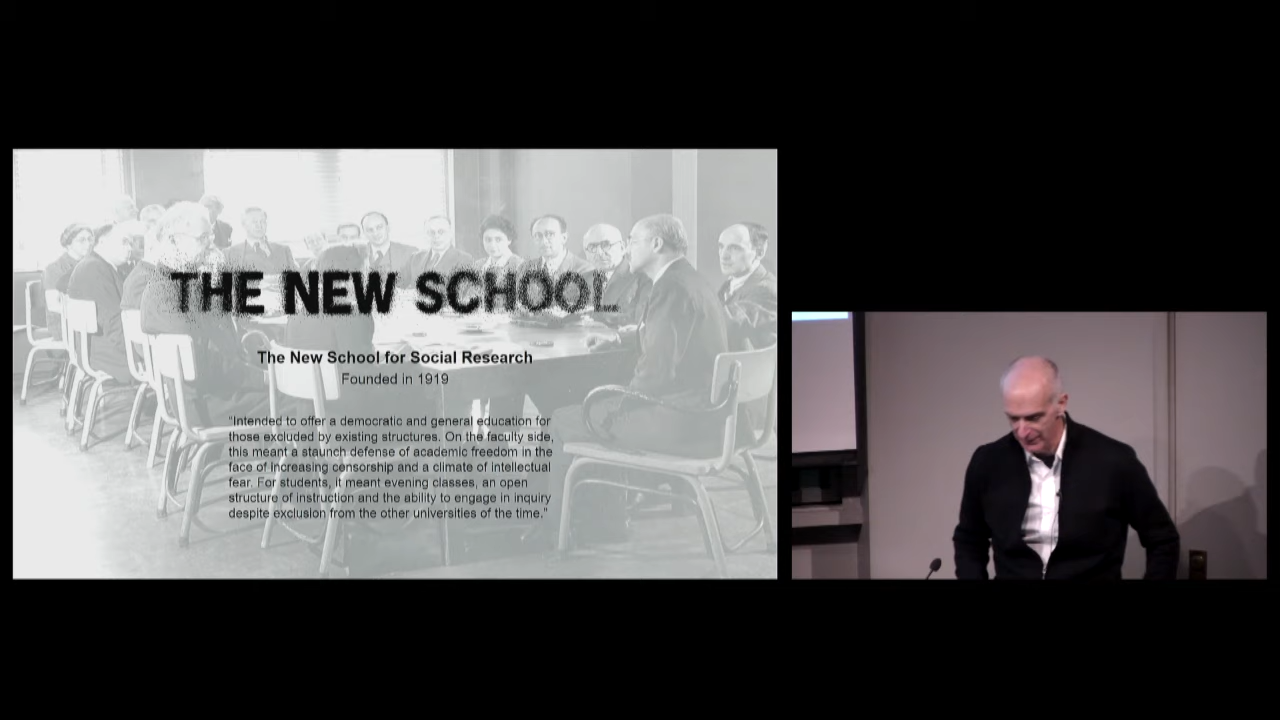 THE NEW SCHOOL
The New School for Social Research
Founded in 1919
"Intended to offer a democratic and general education for
those excluded by existing structures. On the faculty side,
this meant a staunch defense of academic freedom in the
face of increasing censorship and a climate of intellectual
fear. For students, it meant evening classes, an open
structure of instruction and the ability to engage in inquiry
despite exclusion from the other universities of the time."